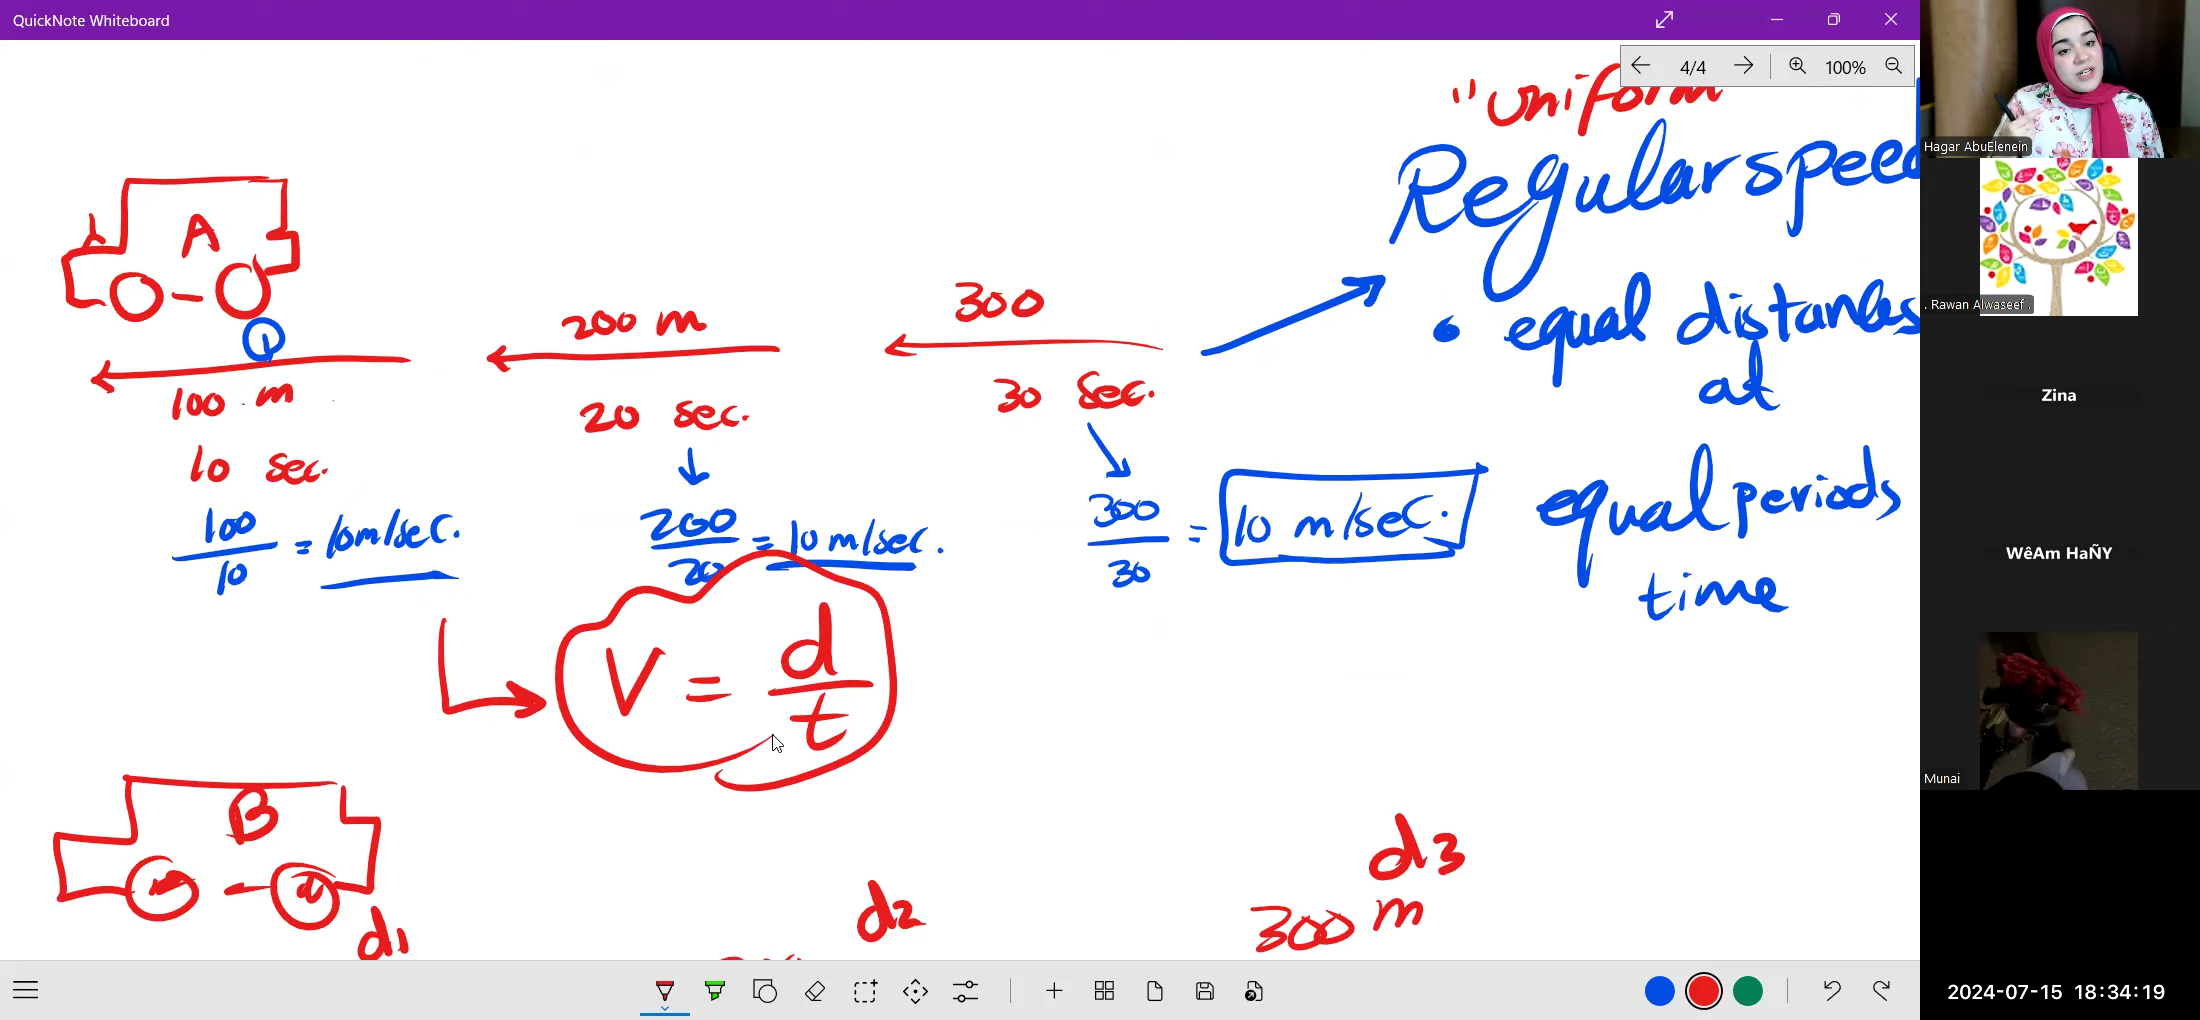 QuickNote Whiteboard
4/4
100%
"uniform
Regular speed
A
1
100 m
10 sec.
100
10
= 10m/sec.
200 m
20 sec.
200
20
= 10 m/sec.
300
30 sec.
300
30
= 10 m/sec.
• equal distances
at
equal periods
time
V = d
t
B
d1
d2
d3
300 m
Hagar AbuElenein
. Rawan Alwaseef .
Zina
WêAm HaÑY
Munai
2024-07-15 18:34:19